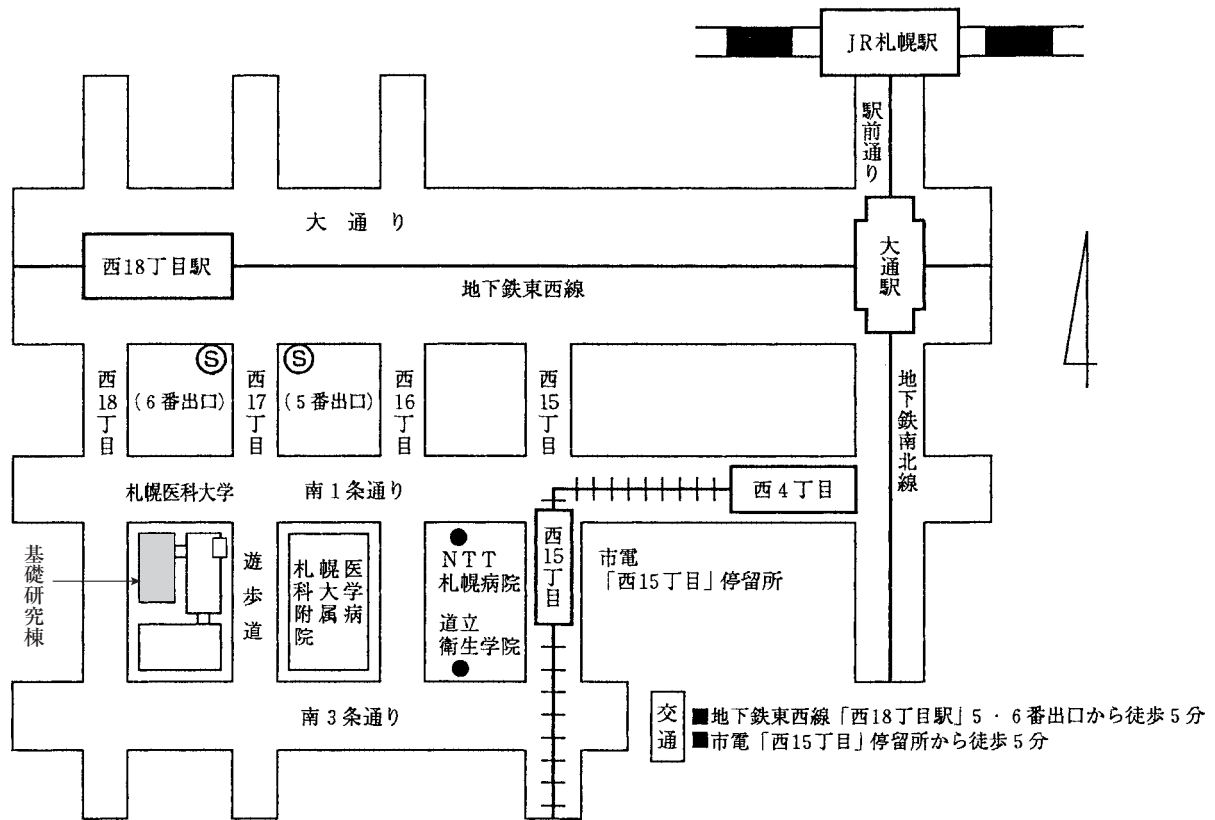 JR札幌駅
駅前通り
大通り
西18丁目駅
大通駅
地下鉄東西線
Ⓢ
Ⓢ
西18丁目
(6番出口)
西17丁目
(5番出口)
西16丁目
西15丁目
地下鉄南北線
札幌医科大学
南1条通り
西4丁目
基礎研究棟
遊歩道
札幌医
科大学
附属病
院
NTT
札幌病院
道立
衛生学院
西15丁目
市電
「西15丁目」停留所
南3条通り
交通
■地下鉄東西線「西18丁目駅」5・6番出口から徒歩5分
■市電「西15丁目」停留所から徒歩5分